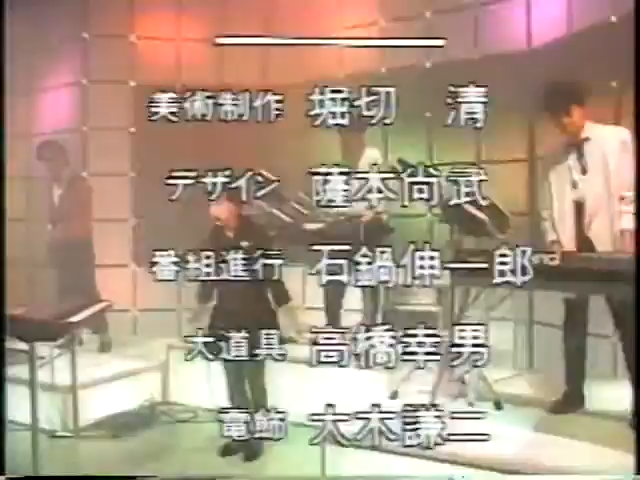 美術制作 堀切 清
デザイン 薩本尚武
番組進行 石鍋伸一郎
大道具 高橋幸男
電飾 大木謙二